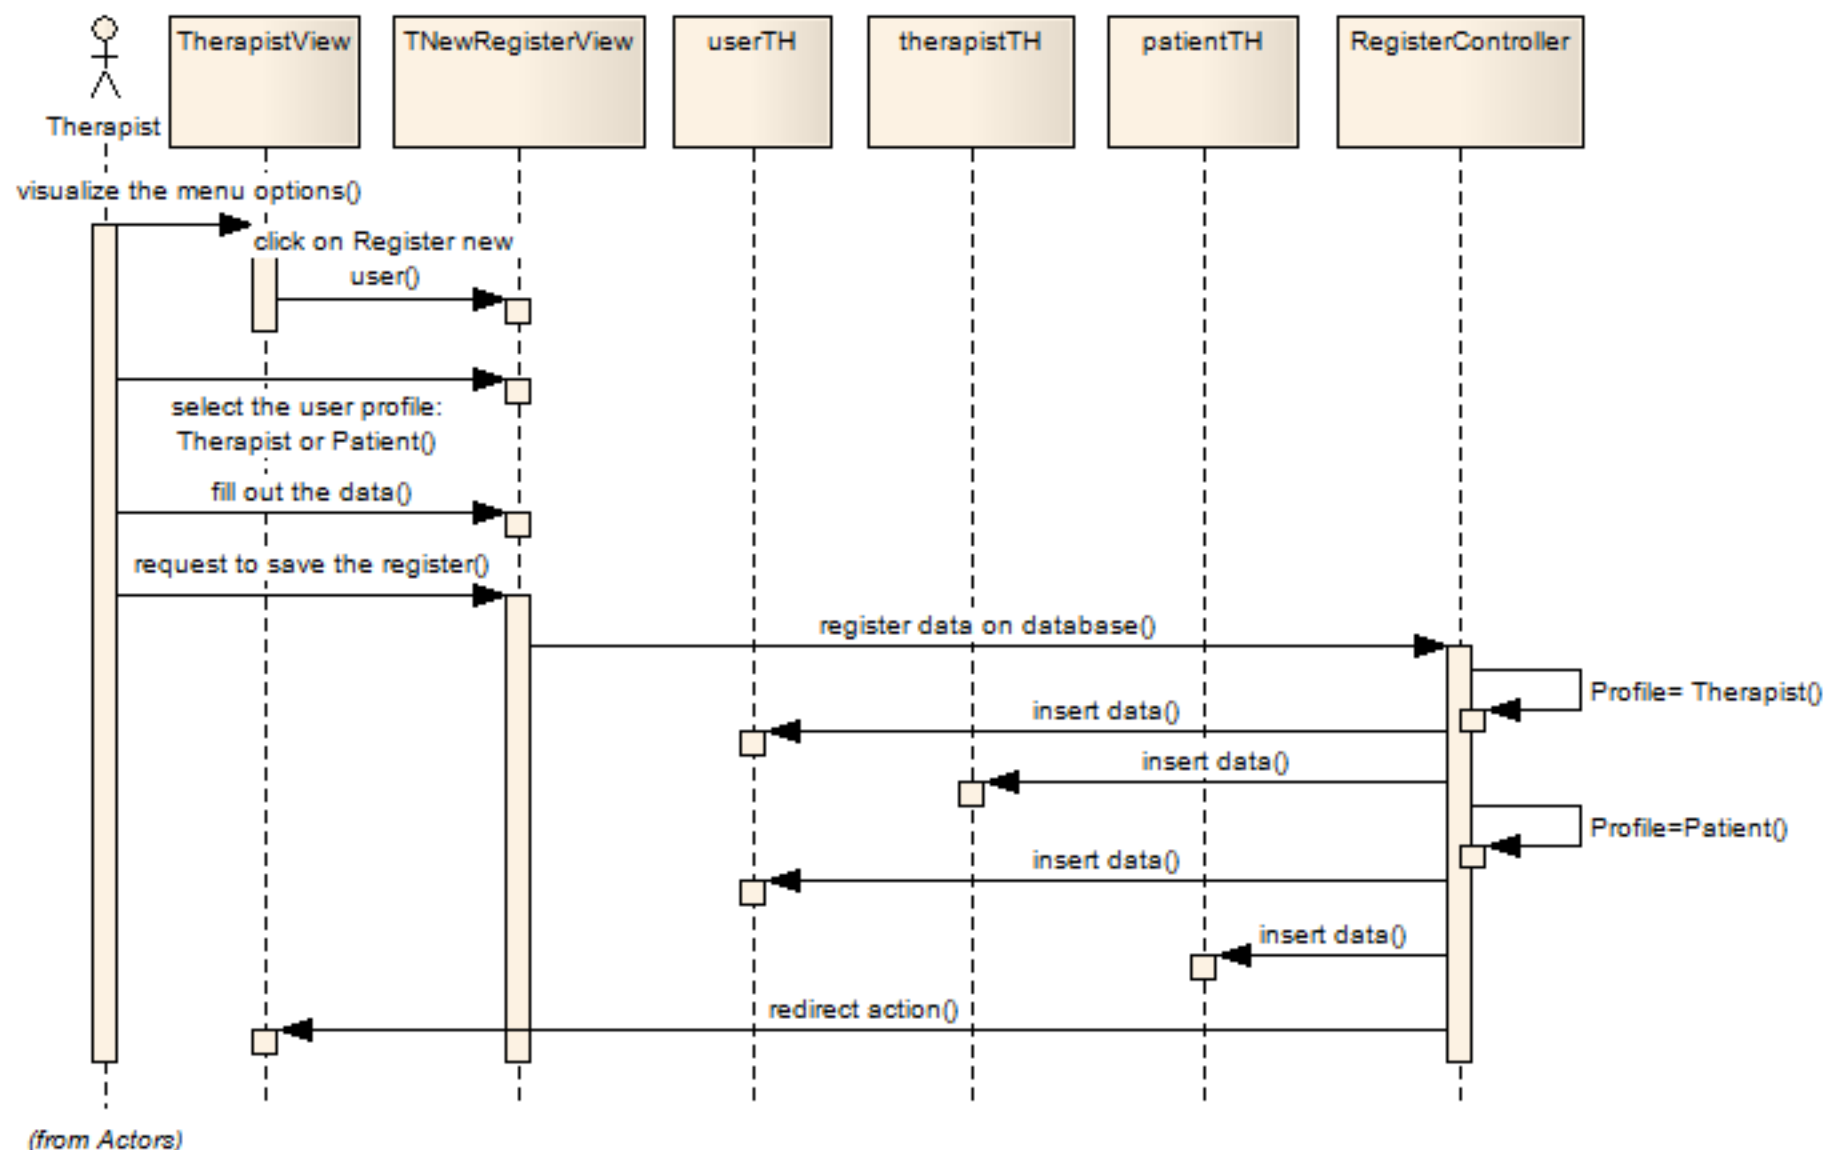 TherapistView
TNewRegisterView
userTH
therapistTH
patientTH
RegisterController
Therapist
visualize the menu options()
click on Register new
user()
select the user profile:
Therapist or Patient()
fill out the data()
request to save the register()
register data on database()
Profile= Therapist()
insert data()
insert data()
Profile=Patient()
insert data()
insert data()
redirect action()
(from Actors)